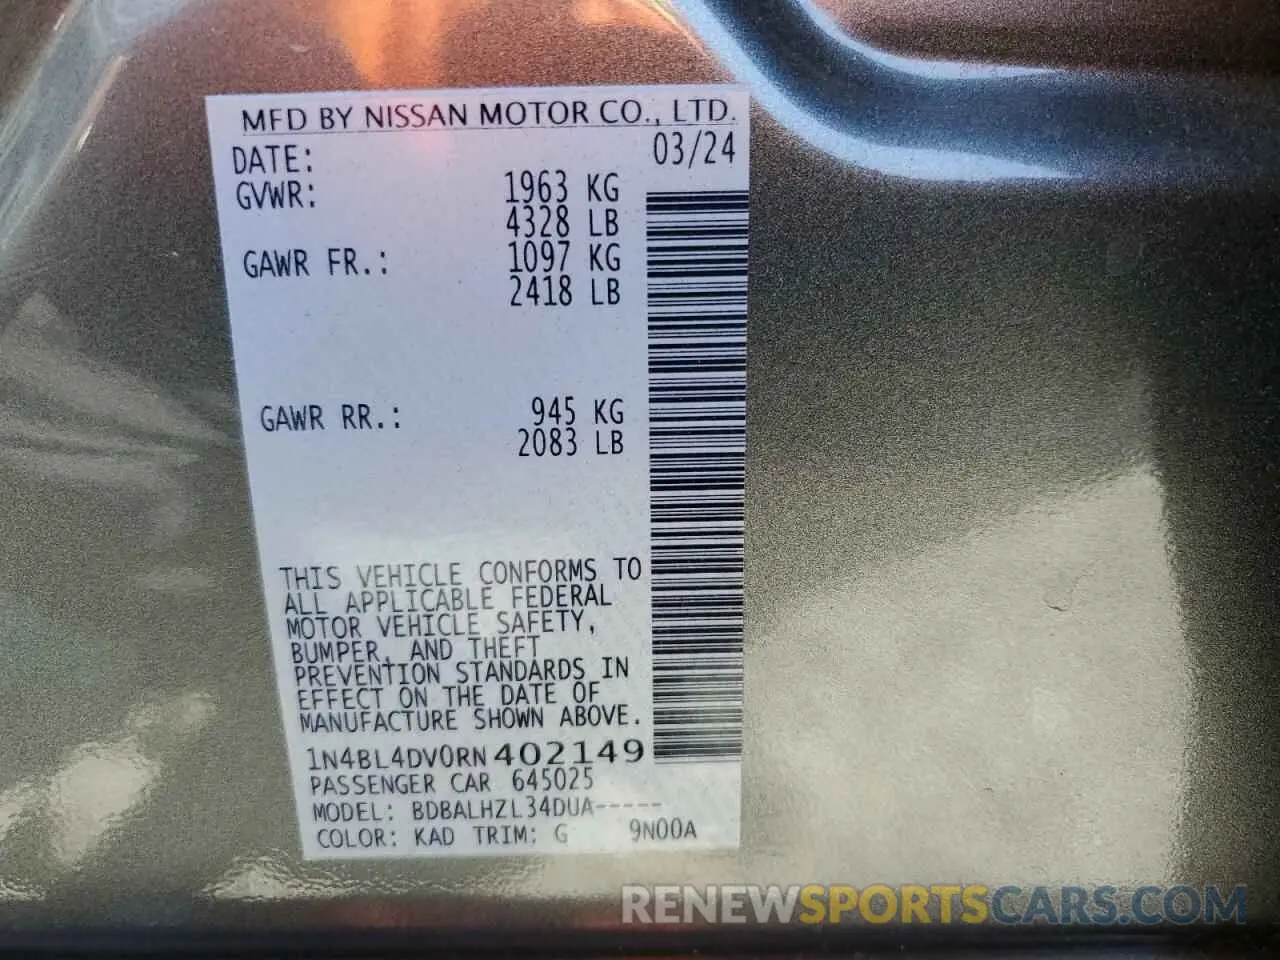 MFD BY NISSAN MOTOR CO., LTD.
DATE: 03/24
GVWR: 1963 KG
4328 LB
GAWR FR.: 1097 KG
2418 LB
GAWR RR.: 945 KG
2083 LB
THIS VEHICLE CONFORMS TO
ALL APPLICABLE FEDERAL
MOTOR VEHICLE SAFETY,
BUMPER, AND THEFT
PREVENTION STANDARDS IN
EFFECT ON THE DATE OF
MANUFACTURE SHOWN ABOVE.
1N4BL4DV0RN402149
PASSENGER CAR 645025
MODEL: BDBALHZL34DUA-----
COLOR: KAD TRIM: G 9N00A
RENEWSPORTSCARS.COM